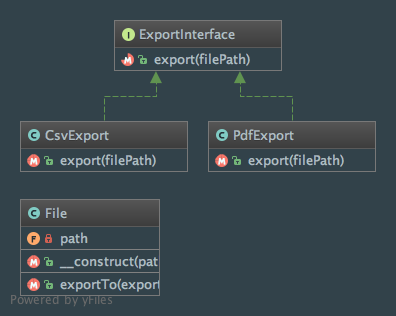 I ExportInterface
M export(filePath)
C CsvExport
M export(filePath)
C PdfExport
M export(filePath)
C File
F path
M __construct(pat
M exportTo(export
Powered by yFiles